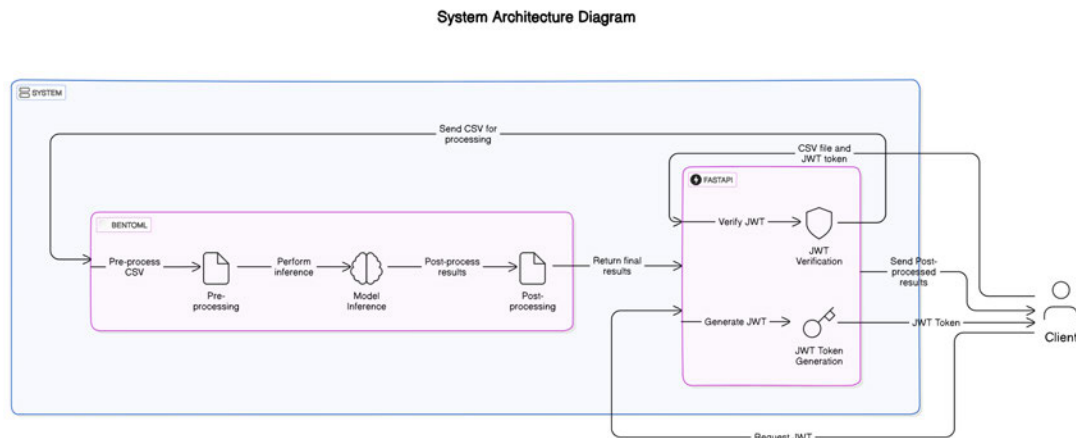 System Architecture Diagram
SYSTEM
Send CSV for
processing
CSV file and
JWT token
FASTAPI
Verify JWT
JWT
Verification
BENTOML
Pre-process
CSV
Pre-
processing
Perform
inference
Model
Inference
Post-process
results
Post-
processing
Return final
results
Send Post-
processed
results
Generate JWT
JWT Token
Generation
JWT Token
Client
Request JWT